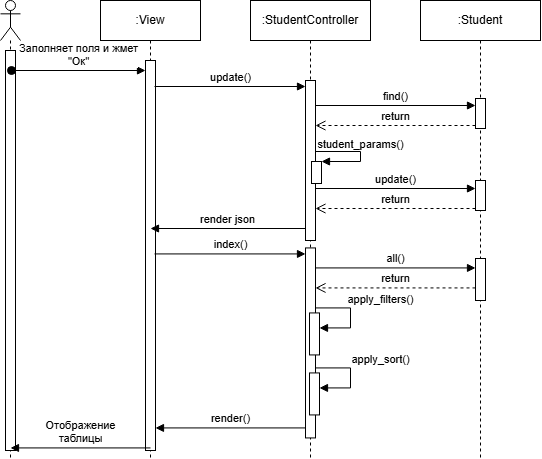 :View
:StudentController
:Student
Заполняет поля и жмет
"Ок"
update()
find()
return
student_params()
update()
return
render json
index()
all()
return
apply_filters()
apply_sort()
render()
Отображение
таблицы